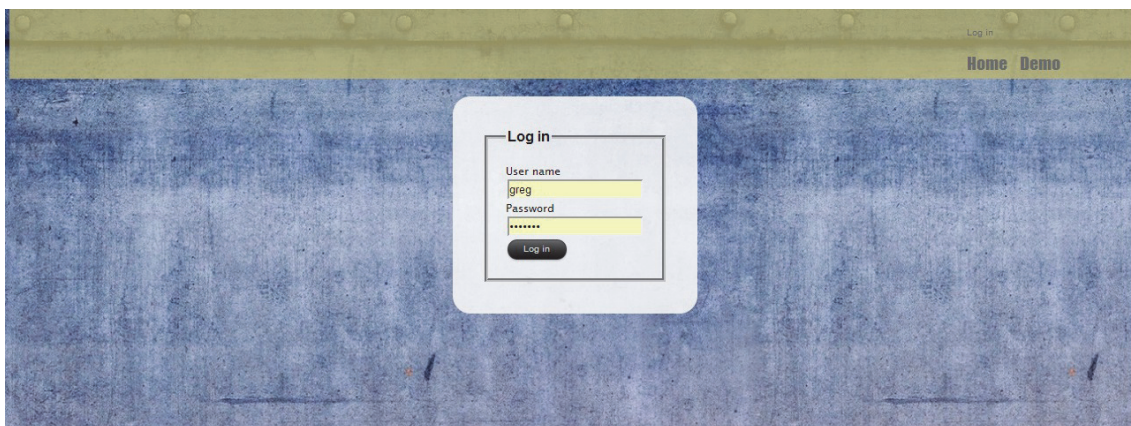 Log in
Home Demo
Log in
User name
greg
Password
•••••••
Log in